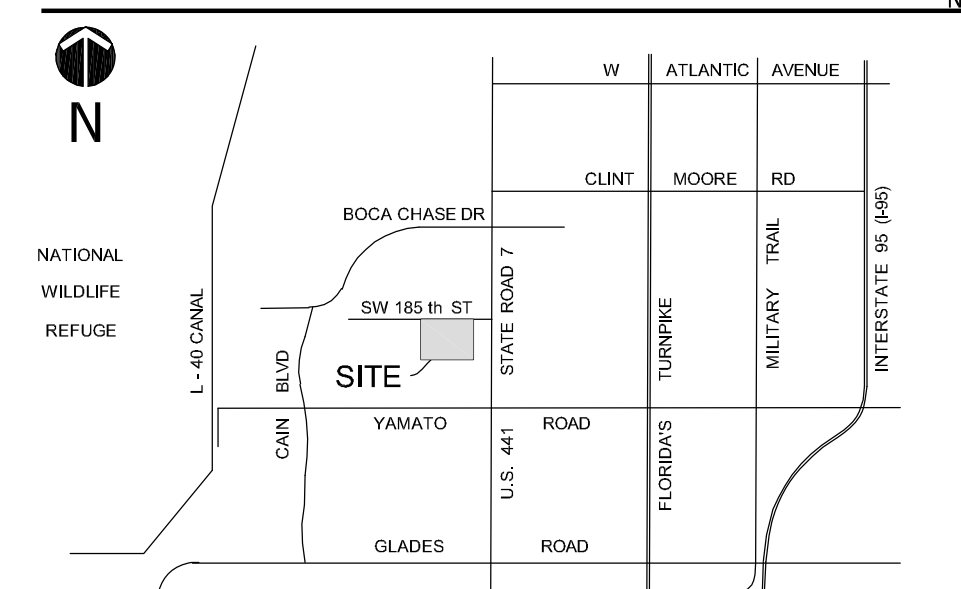 N
W ATLANTIC AVENUE
CLINT MOORE RD
BOCA CHASE DR
NATIONAL
WILDLIFE
REFUGE
L - 40 CANAL
SW 185 th ST
SITE
CAIN BLVD
STATE ROAD 7
U.S. 441
FLORIDA'S TURNPIKE
MILITARY TRAIL
INTERSTATE 95 (I-95)
YAMATO ROAD
GLADES ROAD